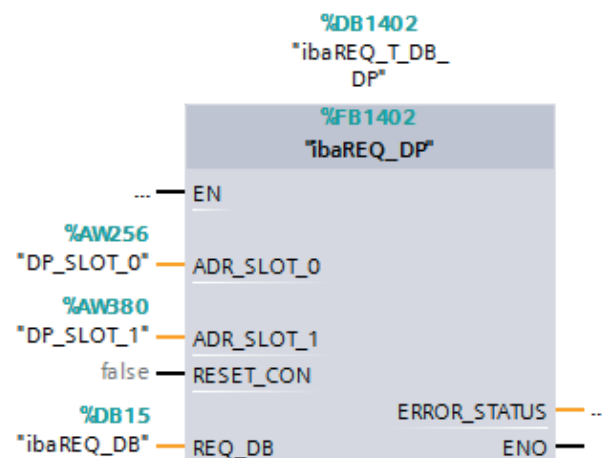 %DB1402
"ibaREQ_T_DB_
DP"
%FB1402
"ibaREQ_DP"
... EN
%AW256
"DP_SLOT_0" ADR_SLOT_0
%AW380
"DP_SLOT_1" ADR_SLOT_1
false RESET_CON
%DB15 ERROR_STATUS ...
"ibaREQ_DB" REQ_DB ENO